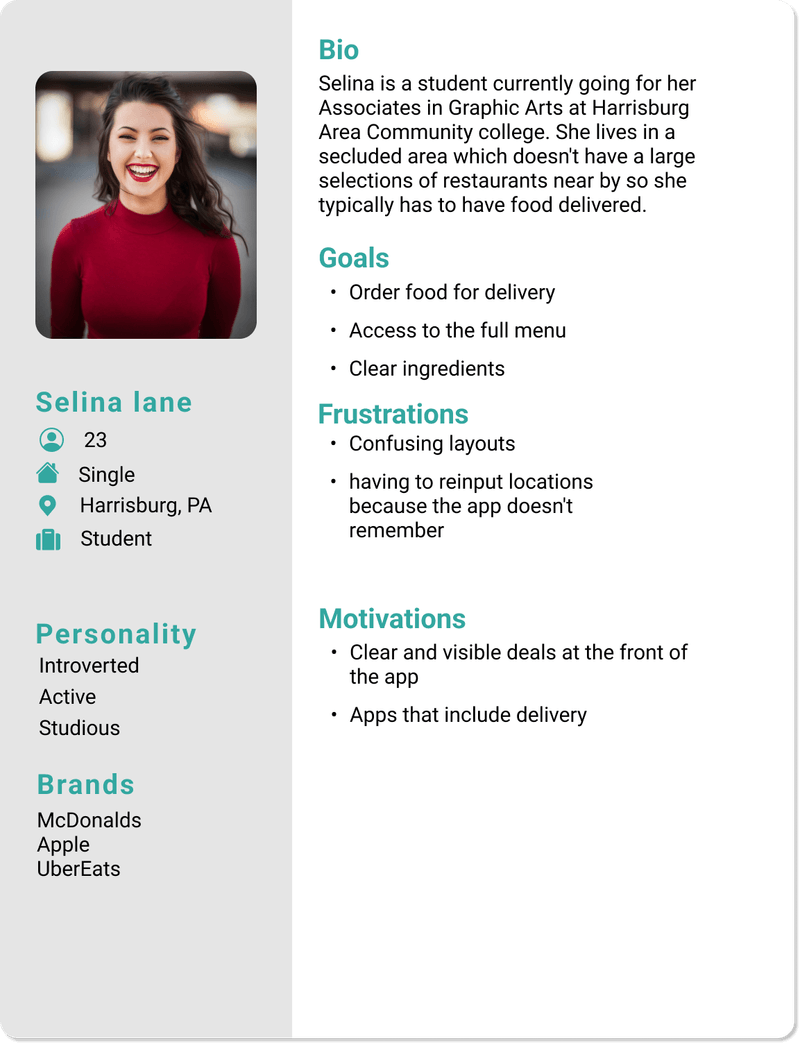 Selina lane
23
Single
Harrisburg, PA
Student
Personality
Introverted
Active
Studious
Brands
McDonalds
Apple
UberEats
Bio
Selina is a student currently going for her
Associates in Graphic Arts at Harrisburg
Area Community college. She lives in a
secluded area which doesn't have a large
selections of restaurants near by so she
typically has to have food delivered.
Goals
• Order food for delivery
• Access to the full menu
• Clear ingredients
Frustrations
• Confusing layouts
• having to reinput locations
because the app doesn't
remember
Motivations
• Clear and visible deals at the front of
the app
• Apps that include delivery